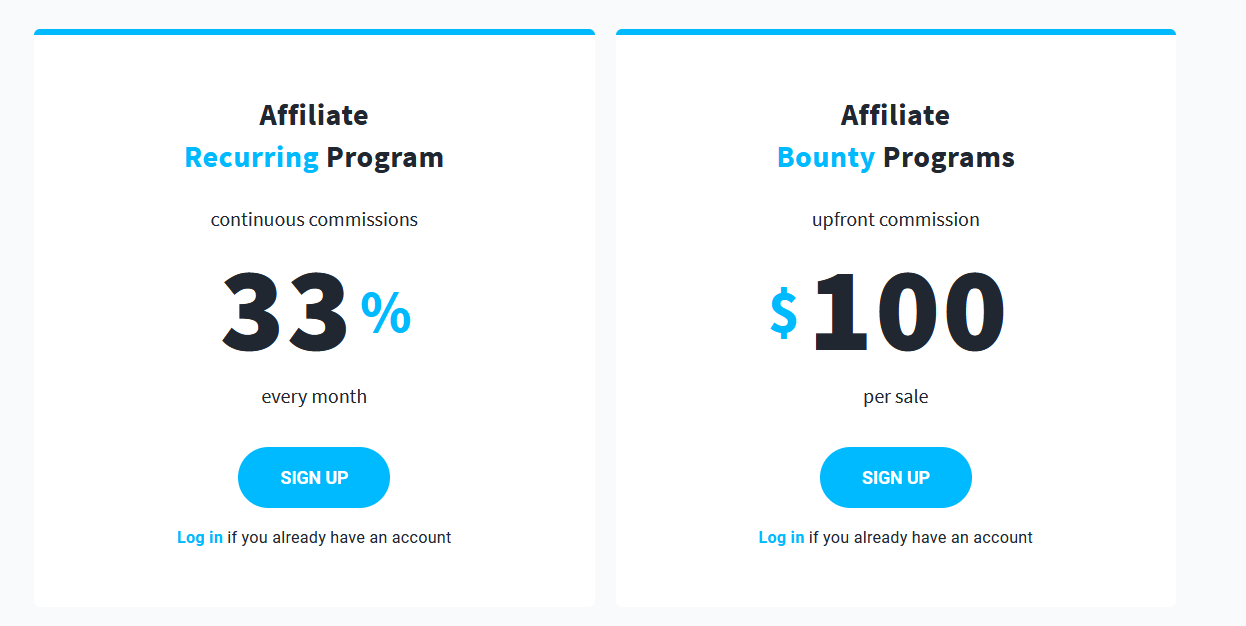 Affiliate
Recurring Program
continuous commissions
33%
every month
SIGN UP
Log in if you already have an account
Affiliate
Bounty Programs
upfront commission
$100
per sale
SIGN UP
Log in if you already have an account